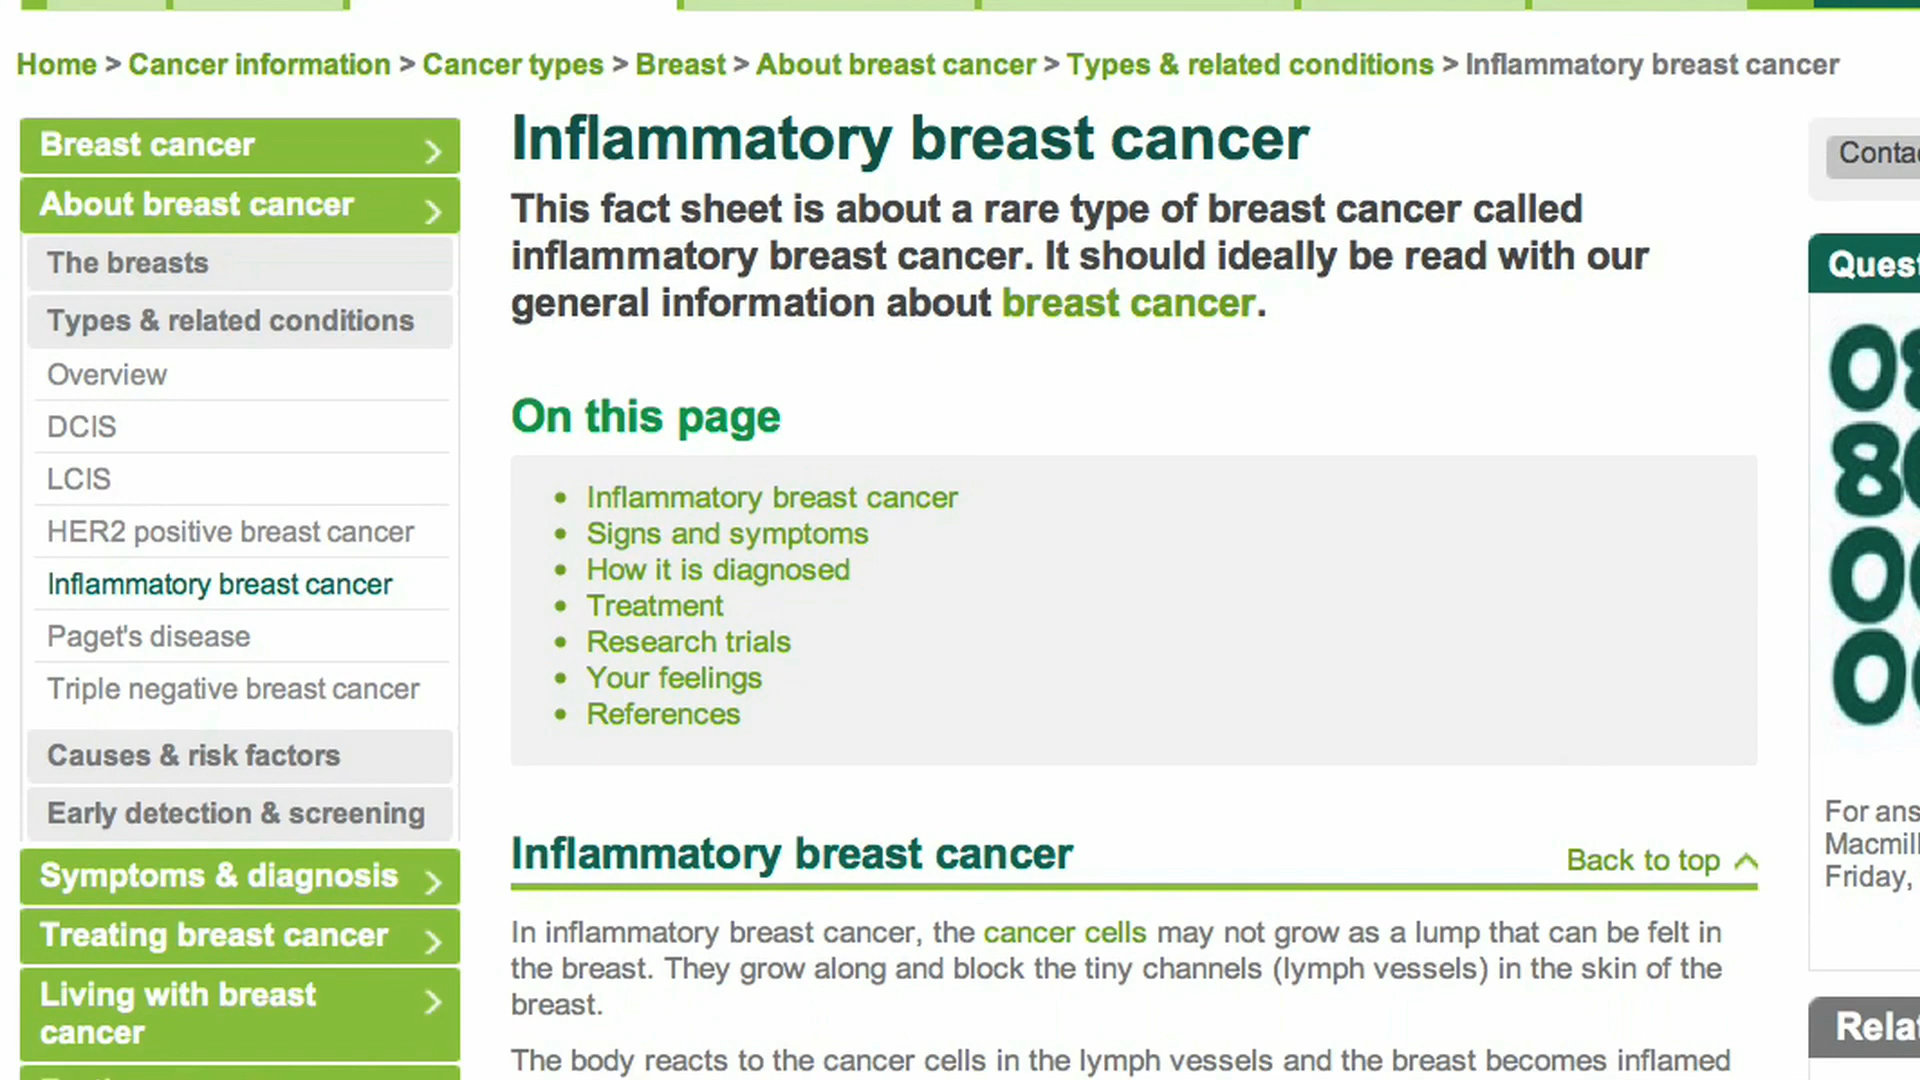 Home > Cancer information > Cancer types > Breast > About breast cancer > Types & related conditions > Inflammatory breast cancer
Breast cancer
About breast cancer
The breasts
Types & related conditions
Overview
DCIS
LCIS
HER2 positive breast cancer
Inflammatory breast cancer
Paget's disease
Triple negative breast cancer
Causes & risk factors
Early detection & screening
Symptoms & diagnosis
Treating breast cancer
Living with breast
cancer
Inflammatory breast cancer
This fact sheet is about a rare type of breast cancer called
inflammatory breast cancer. It should ideally be read with our
general information about breast cancer.
On this page
Inflammatory breast cancer
Signs and symptoms
How it is diagnosed
Treatment
Research trials
Your feelings
References
Inflammatory breast cancer
Back to top
In inflammatory breast cancer, the cancer cells may not grow as a lump that can be felt in
the breast. They grow along and block the tiny channels (lymph vessels) in the skin of the
breast.
The body reacts to the cancer cells in the lymph vessels and the breast becomes inflamed
For
Friday,